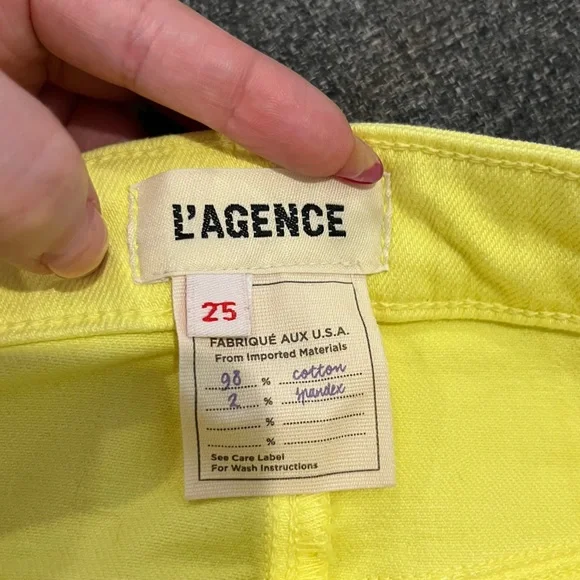 L'AGENCE
25
FABRIQUÉ AUX U.S.A.
From Imported Materials
98 % cotton
2 % spandex
%
%
See Care Label
For Wash Instructions